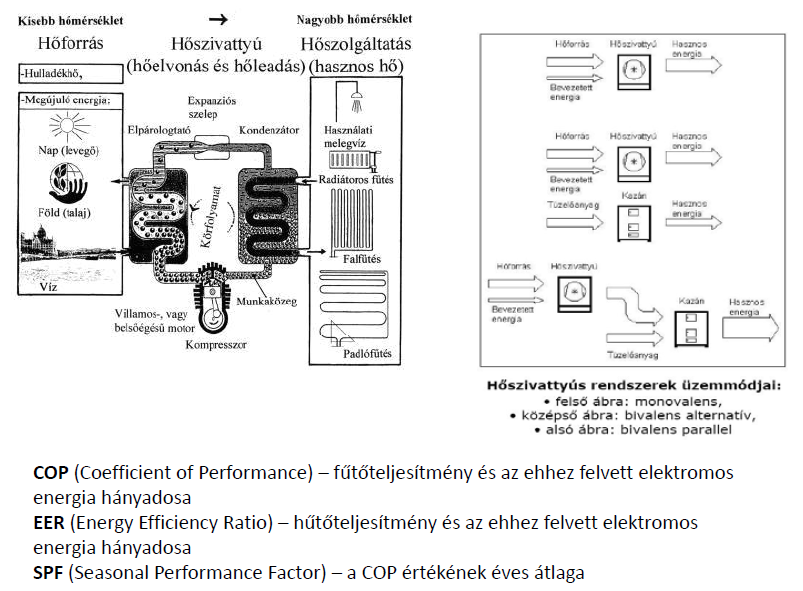 Kisebb hőmérséklet
→
Nagyobb hőmérséklet
Hőforrás
Hőszivattyú
(hőelvonás és hőleadás)
Hőszolgáltatás
(hasznos hő)
-Hulladékhő,
-Megújuló energia:
Nap (levegő)
Föld (talaj)
Víz
Expanziós
szelep
Elpárologtató
Kondenzátor
Körfolyamat
Munkaközeg
Villamos-, vagy
belsőégésű motor
Kompresszor
Használati
melegvíz
Radiátoros fűtés
Falfűtés
Padlófűtés
Hőforrás
Hőszivattyú
Hasznos
energia
Bevezetett
energia
Hőforrás
Hőszivattyú
Hasznos
energia
Bevezetett
energia
Tüzelőanyag
Kazán
Hasznos
energia
Hőforrás
Hőszivattyú
Bevezetett
energia
Kazán
Hasznos
energia
Tüzelőanyag
Hőszivattyús rendszerek üzemmódjai:
• felső ábra: monovalens,
• középső ábra: bivalens alternatív,
• alsó ábra: bivalens parallel
COP (Coefficient of Performance) – fűtőteljesítmény és az ehhez felvett elektromos
energia hányadosa
EER (Energy Efficiency Ratio) – hűtőteljesítmény és az ehhez felvett elektromos
energia hányadosa
SPF (Seasonal Performance Factor) – a COP értékének éves átlaga